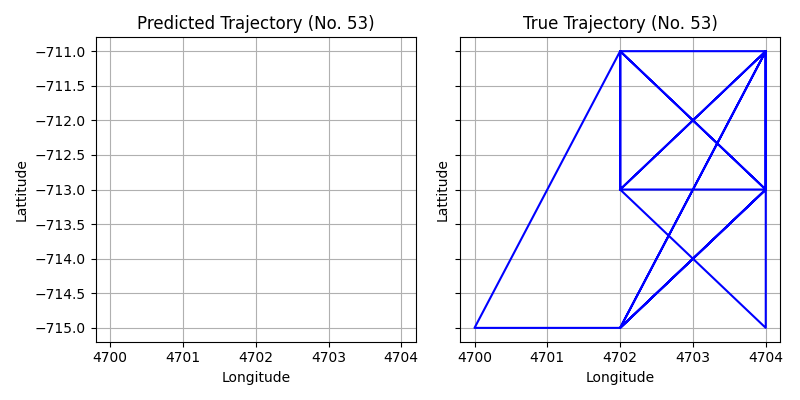 Predicted Trajectory (No. 53)
True Trajectory (No. 53)
−711.0
−711.5
−712.0
−712.5
−713.0
−713.5
−714.0
−714.5
−715.0
Lattitude
Lattitude
4700 4701 4702 4703 4704
4700 4701 4702 4703 4704
Longitude
Longitude